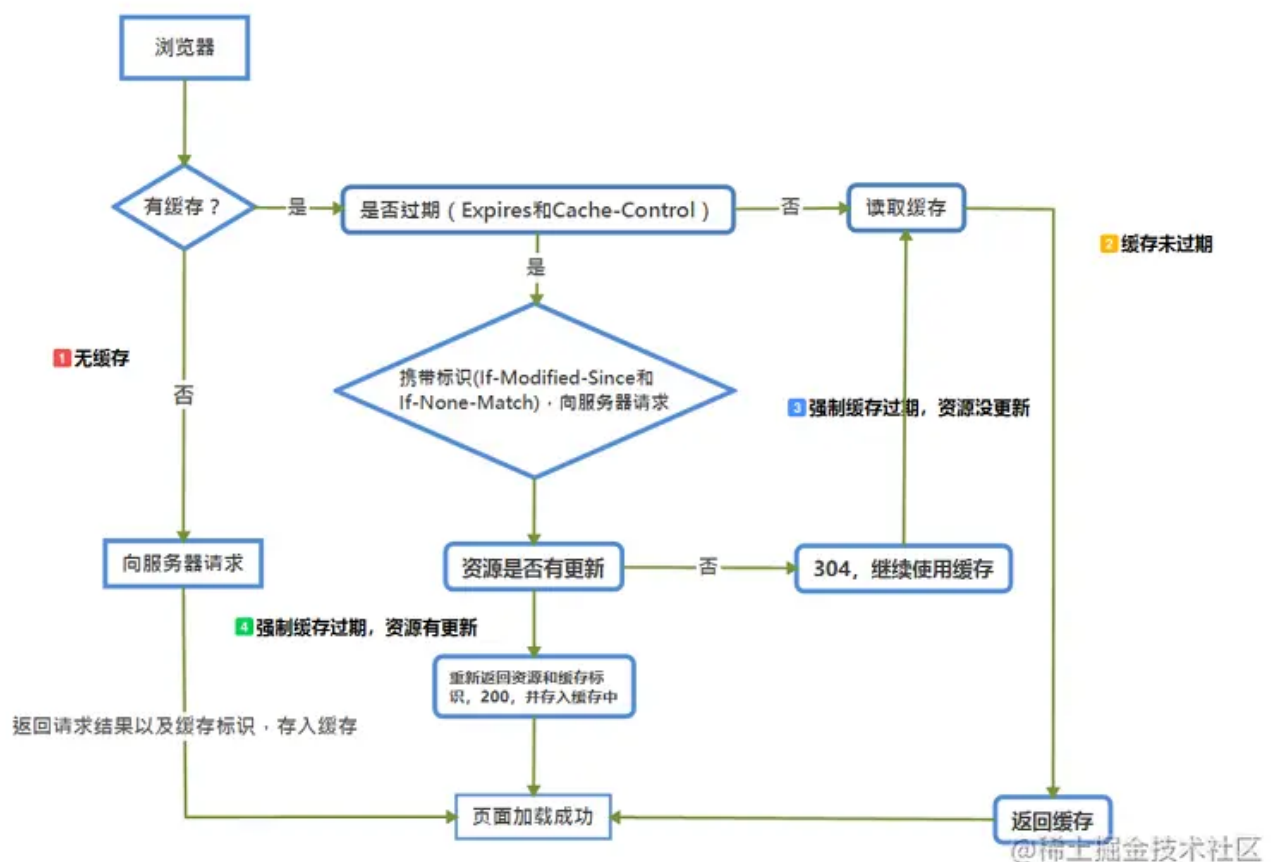 浏览器
有缓存？
是
是否过期（Expires和Cache-Control）
否
读取缓存
2 缓存未过期
是
1 无缓存
否
携带标识(If-Modified-Since和
If-None-Match)，向服务器请求
3 强制缓存过期，资源没更新
向服务器请求
资源是否有更新
否
304，继续使用缓存
4 强制缓存过期，资源有更新
重新返回资源和缓存标
识，200，并存入缓存中
返回请求结果以及缓存标识，存入缓存
页面加载成功
返回缓存
@稀土掘金技术社区